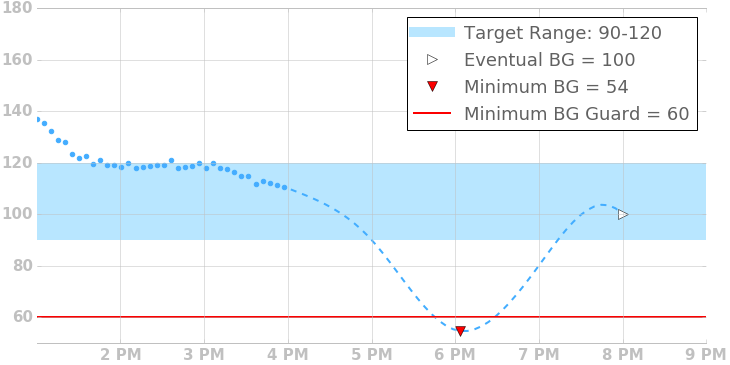 180
160
140
120
100
80
60
Target Range: 90-120
Eventual BG = 100
Minimum BG = 54
Minimum BG Guard = 60
2 PM 3 PM 4 PM 5 PM 6 PM 7 PM 8 PM 9 PM